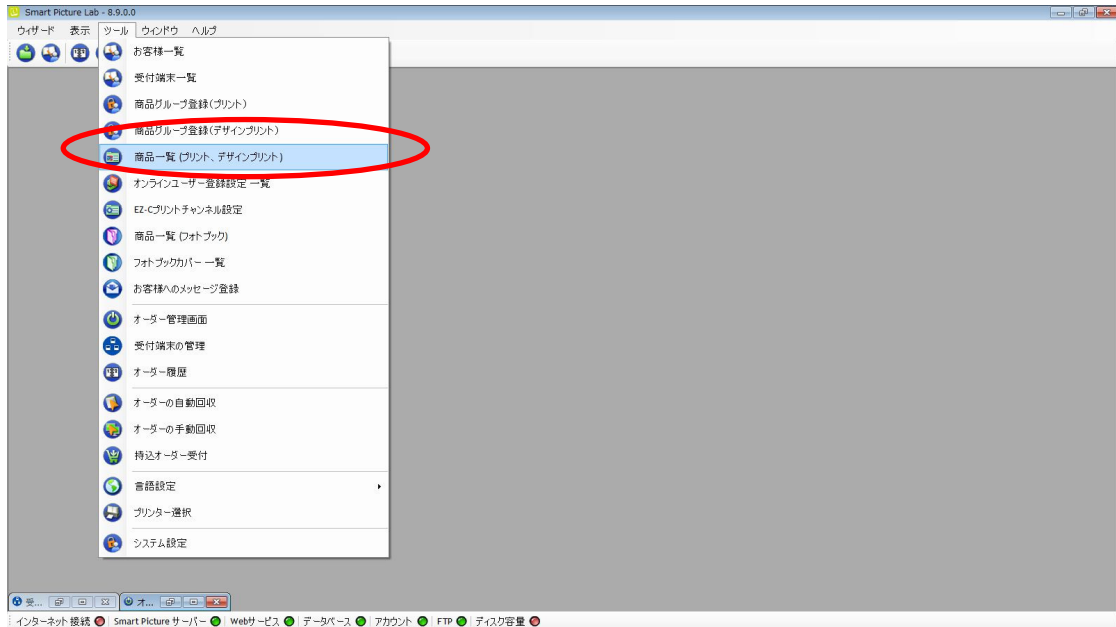 Smart Picture Lab - 8.9.0.0
ウィザード 表示 ツール ウィンドウ ヘルプ
お客様一覧
受付端末一覧
商品グループ登録(プリント)
商品グループ登録(デザインプリント)
商品一覧 (プリント、デザインプリント)
オンラインユーザー登録設定 一覧
EZ-Cプリントチャンネル設定
商品一覧 (フォトブック)
フォトブックカバー 一覧
お客様へのメッセージ登録
オーダー管理画面
受付端末の管理
オーダー履歴
オーダーの自動回収
オーダーの手動回収
持込オーダー受付
言語設定
プリンター選択
システム設定
受... オ...
インターネット接続 Smart Picture サーバー Webサービス データベース アカウント FTP ディスク容量